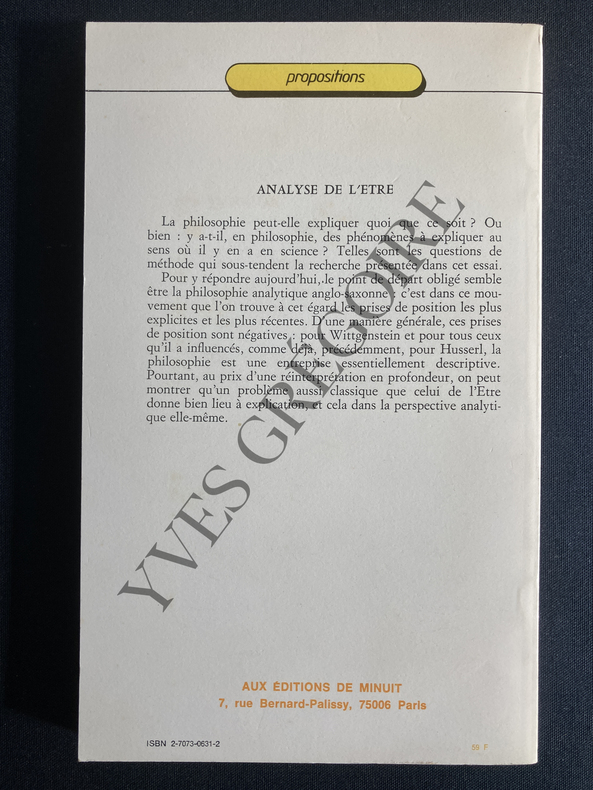 propositions
ANALYSE DE L'ETRE
La philosophie peut-elle expliquer quoi que ce soit ? Ou
bien : y a-t-il, en philosophie, des phénomènes à expliquer au
sens où il y en a en science ? Telles sont les questions de
méthode qui sous-tendent la recherche présentée dans cet essai.
Pour y répondre aujourd'hui, le point de départ obligé semble
être la philosophie analytique anglo-saxonne : c'est dans ce mou-
vement que l'on trouve à cet égard les prises de position les plus
explicites et les plus récentes. D'une manière générale, ces prises
de position sont négatives : pour Wittgenstein et pour tous ceux
qu'il a influencés, comme déjà, précédemment, pour Husserl, la
philosophie est une entreprise essentiellement descriptive.
Pourtant, au prix d'une réinterprétation en profondeur, on peut
montrer qu'un problème aussi classique que celui de l'Etre
donne bien lieu à explication, et cela dans la perspective analyti-
que elle-même.
YVES GRÉGOIRE
AUX ÉDITIONS DE MINUIT
7, rue Bernard-Palissy, 75006 Paris
ISBN 2-7073-0631-2
59 F